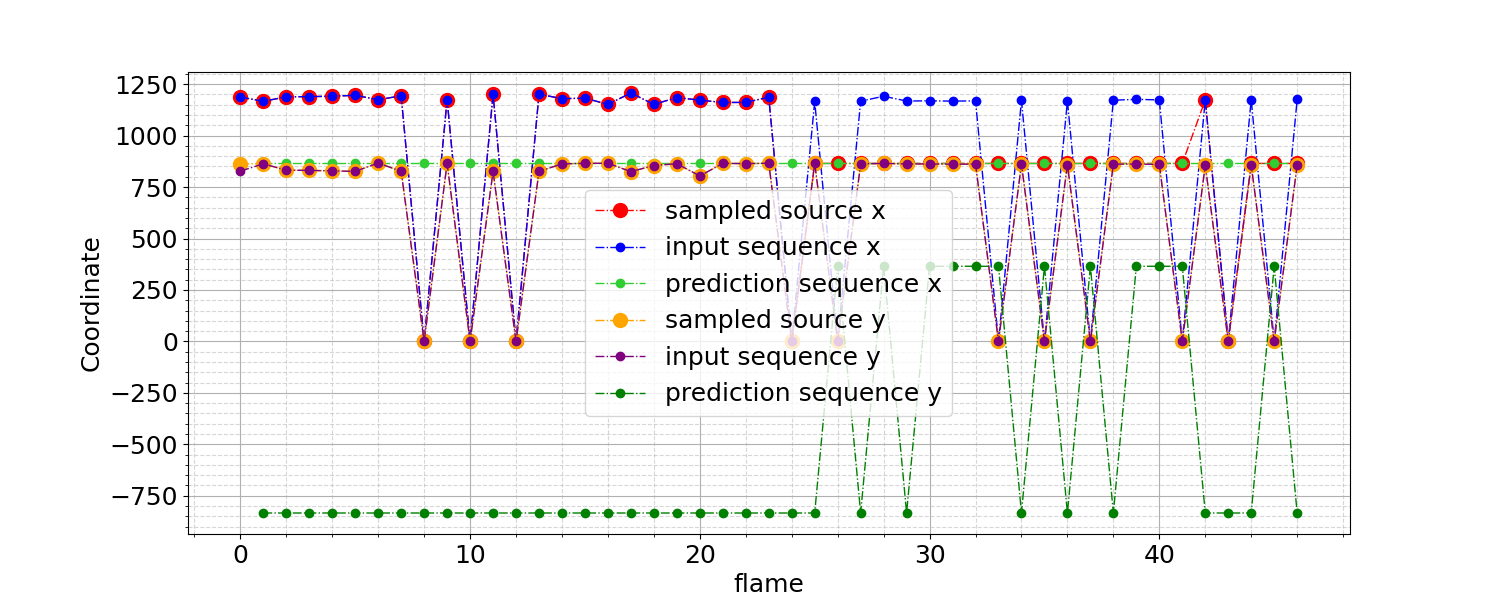 1250
1000
750
500
250
0
−250
−500
−750
Coordinate
sampled source x
input sequence x
prediction sequence x
sampled source y
input sequence y
prediction sequence y
0 10 20 30 40
flame